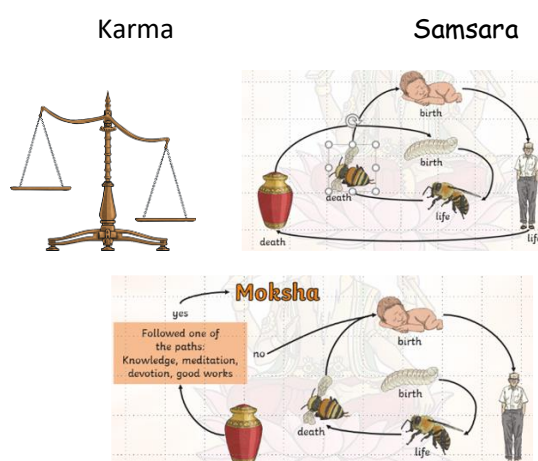 Karma
Samsara
birth
birth
death
life
death
lif
Moksha
yes
Followed one of
the paths:
Knowledge, meditation,
devotion, good works
no
birth
birth
death
life